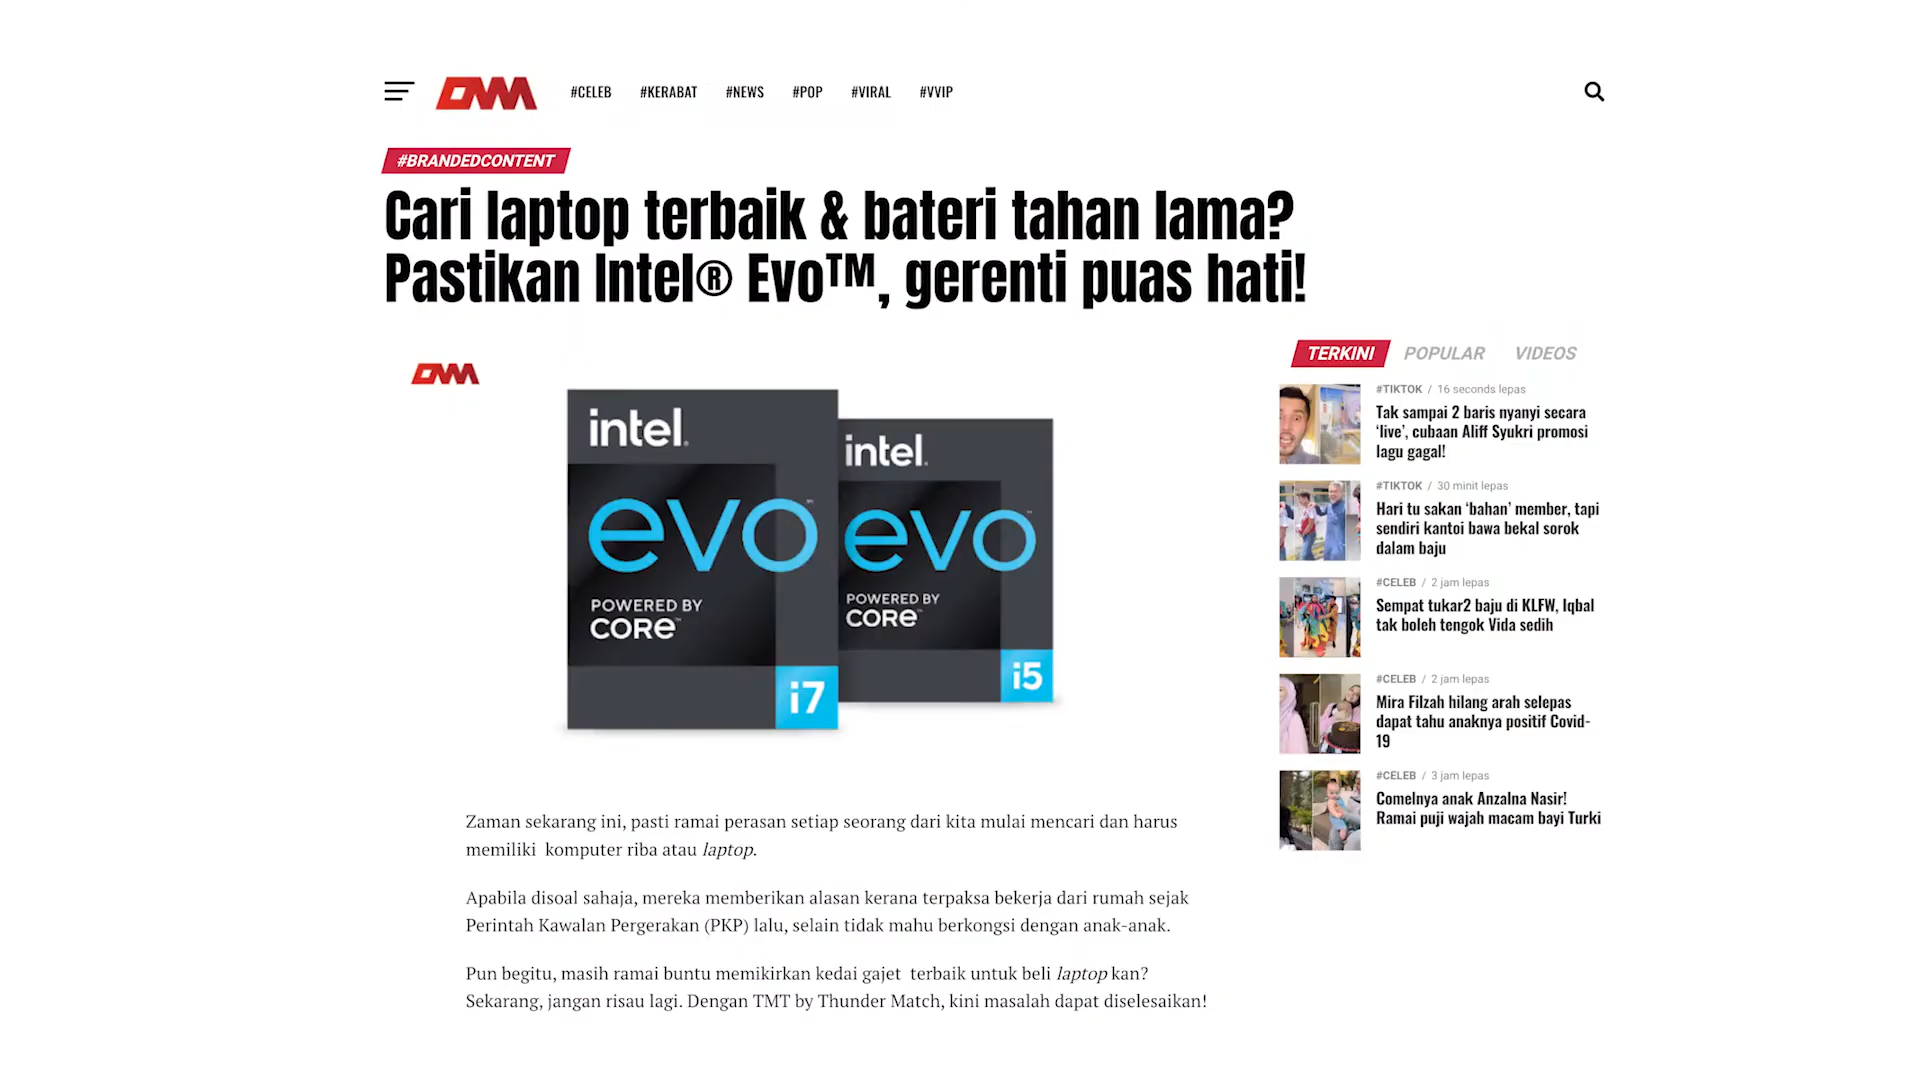 #CELEB #KERABAT #NEWS #POP #VIRAL #VVIP
#BRANDEDCONTENT
Cari laptop terbaik & bateri tahan lama?
Pastikan Intel® Evo™, gerenti puas hati!
intel.
evo™
POWERED BY
CORe™
i7
intel.
evo™
POWERED BY
CORe™
i5
Zaman sekarang ini, pasti ramai perasan setiap seorang dari kita mulai mencari dan harus
memiliki komputer riba atau laptop.
Apabila disoal sahaja, mereka memberikan alasan kerana terpaksa bekerja dari rumah sejak
Perintah Kawalan Pergerakan (PKP) lalu, selain tidak mahu berkongsi dengan anak-anak.
Pun begitu, masih ramai buntu memikirkan kedai gajet terbaik untuk beli laptop kan?
Sekarang, jangan risau lagi. Dengan TMT by Thunder Match, kini masalah dapat diselesaikan!
TERKINI POPULAR VIDEOS
#TIKTOK / 16 seconds lepas
Tak sampai 2 baris nyanyi secara
‘live’, cubaan Aliff Syukri promosi
lagu gagal!
#TIKTOK / 30 minit lepas
Hari tu sakan ‘bahan’ member, tapi
sendiri kantoi bawa bekal sorok
dalam baju
#CELEB / 2 jam lepas
Sempat tukar2 baju di KLFW, Iqbal
tak boleh tengok Vida sedih
#CELEB / 2 jam lepas
Mira Filzah hilang arah selepas
dapat tahu anaknya positif Covid-
19
#CELEB / 3 jam lepas
Comelnya anak Anzalna Nasir!
Ramai puji wajah macam bayi Turki